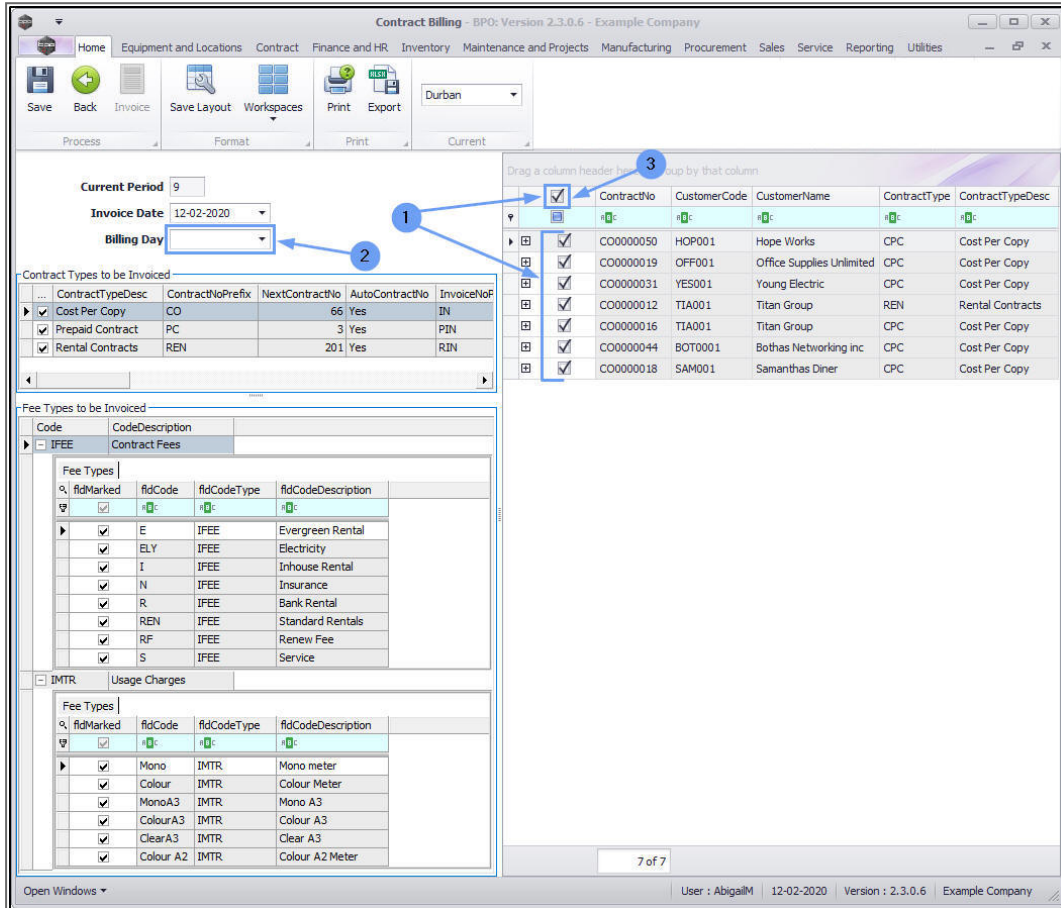 Contract Billing - BPO: Version 2.3.0.6 - Example Company
Home Equipment and Locations Contract Finance and HR Inventory Maintenance and Projects Manufacturing Procurement Sales Service Reporting Utilities
Save Back Invoice Save Layout Workspaces Print Export Durban
Process Format Print Current
Current Period 9
Invoice Date 12-02-2020
Billing Day
1
2
3
Contract Types to be Invoiced
... ContractTypeDesc ContractNoPrefix NextContractNo AutoContractNo InvoiceNoP
Cost Per Copy CO 66 Yes IN
Prepaid Contract PC 3 Yes PIN
Rental Contracts REN 201 Yes RIN
Fee Types to be Invoiced
Code CodeDescription
IFEE Contract Fees
Fee Types
fldMarked fldCode fldCodeType fldCodeDescription
E IFEE Evergreen Rental
ELY IFEE Electricity
I IFEE Inhouse Rental
N IFEE Insurance
R IFEE Bank Rental
REN IFEE Standard Rentals
RF IFEE Renew Fee
S IFEE Service
IMTR Usage Charges
Fee Types
fldMarked fldCode fldCodeType fldCodeDescription
Mono IMTR Mono meter
Colour IMTR Colour Meter
MonoA3 IMTR Mono A3
ColourA3 IMTR Colour A3
ClearA3 IMTR Clear A3
Colour A2 IMTR Colour A2 Meter
Drag a column header here to group by that column
ContractNo CustomerCode CustomerName ContractType ContractTypeDesc
CO0000050 HOP001 Hope Works CPC Cost Per Copy
CO0000019 OFF001 Office Supplies Unlimited CPC Cost Per Copy
CO0000031 YES001 Young Electric CPC Cost Per Copy
CO0000012 TIA001 Titan Group REN Rental Contracts
CO0000016 TIA001 Titan Group CPC Cost Per Copy
CO0000044 BOT0001 Bothas Networking inc CPC Cost Per Copy
CO0000018 SAM001 Samanthas Diner CPC Cost Per Copy
7 of 7
Open Windows User : AbigailM 12-02-2020 Version : 2.3.0.6 Example Company